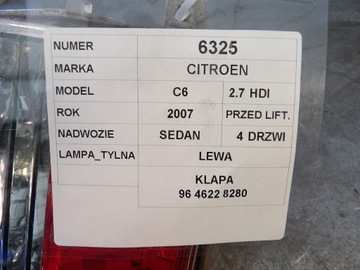 NUMER 6325
MARKA CITROEN
MODEL C6 2.7 HDI
ROK 2007 PRZED LIFT.
NADWOZIE SEDAN 4 DRZWI
LAMPA_TYLNA LEWA
KLAPA
96 4622 8280